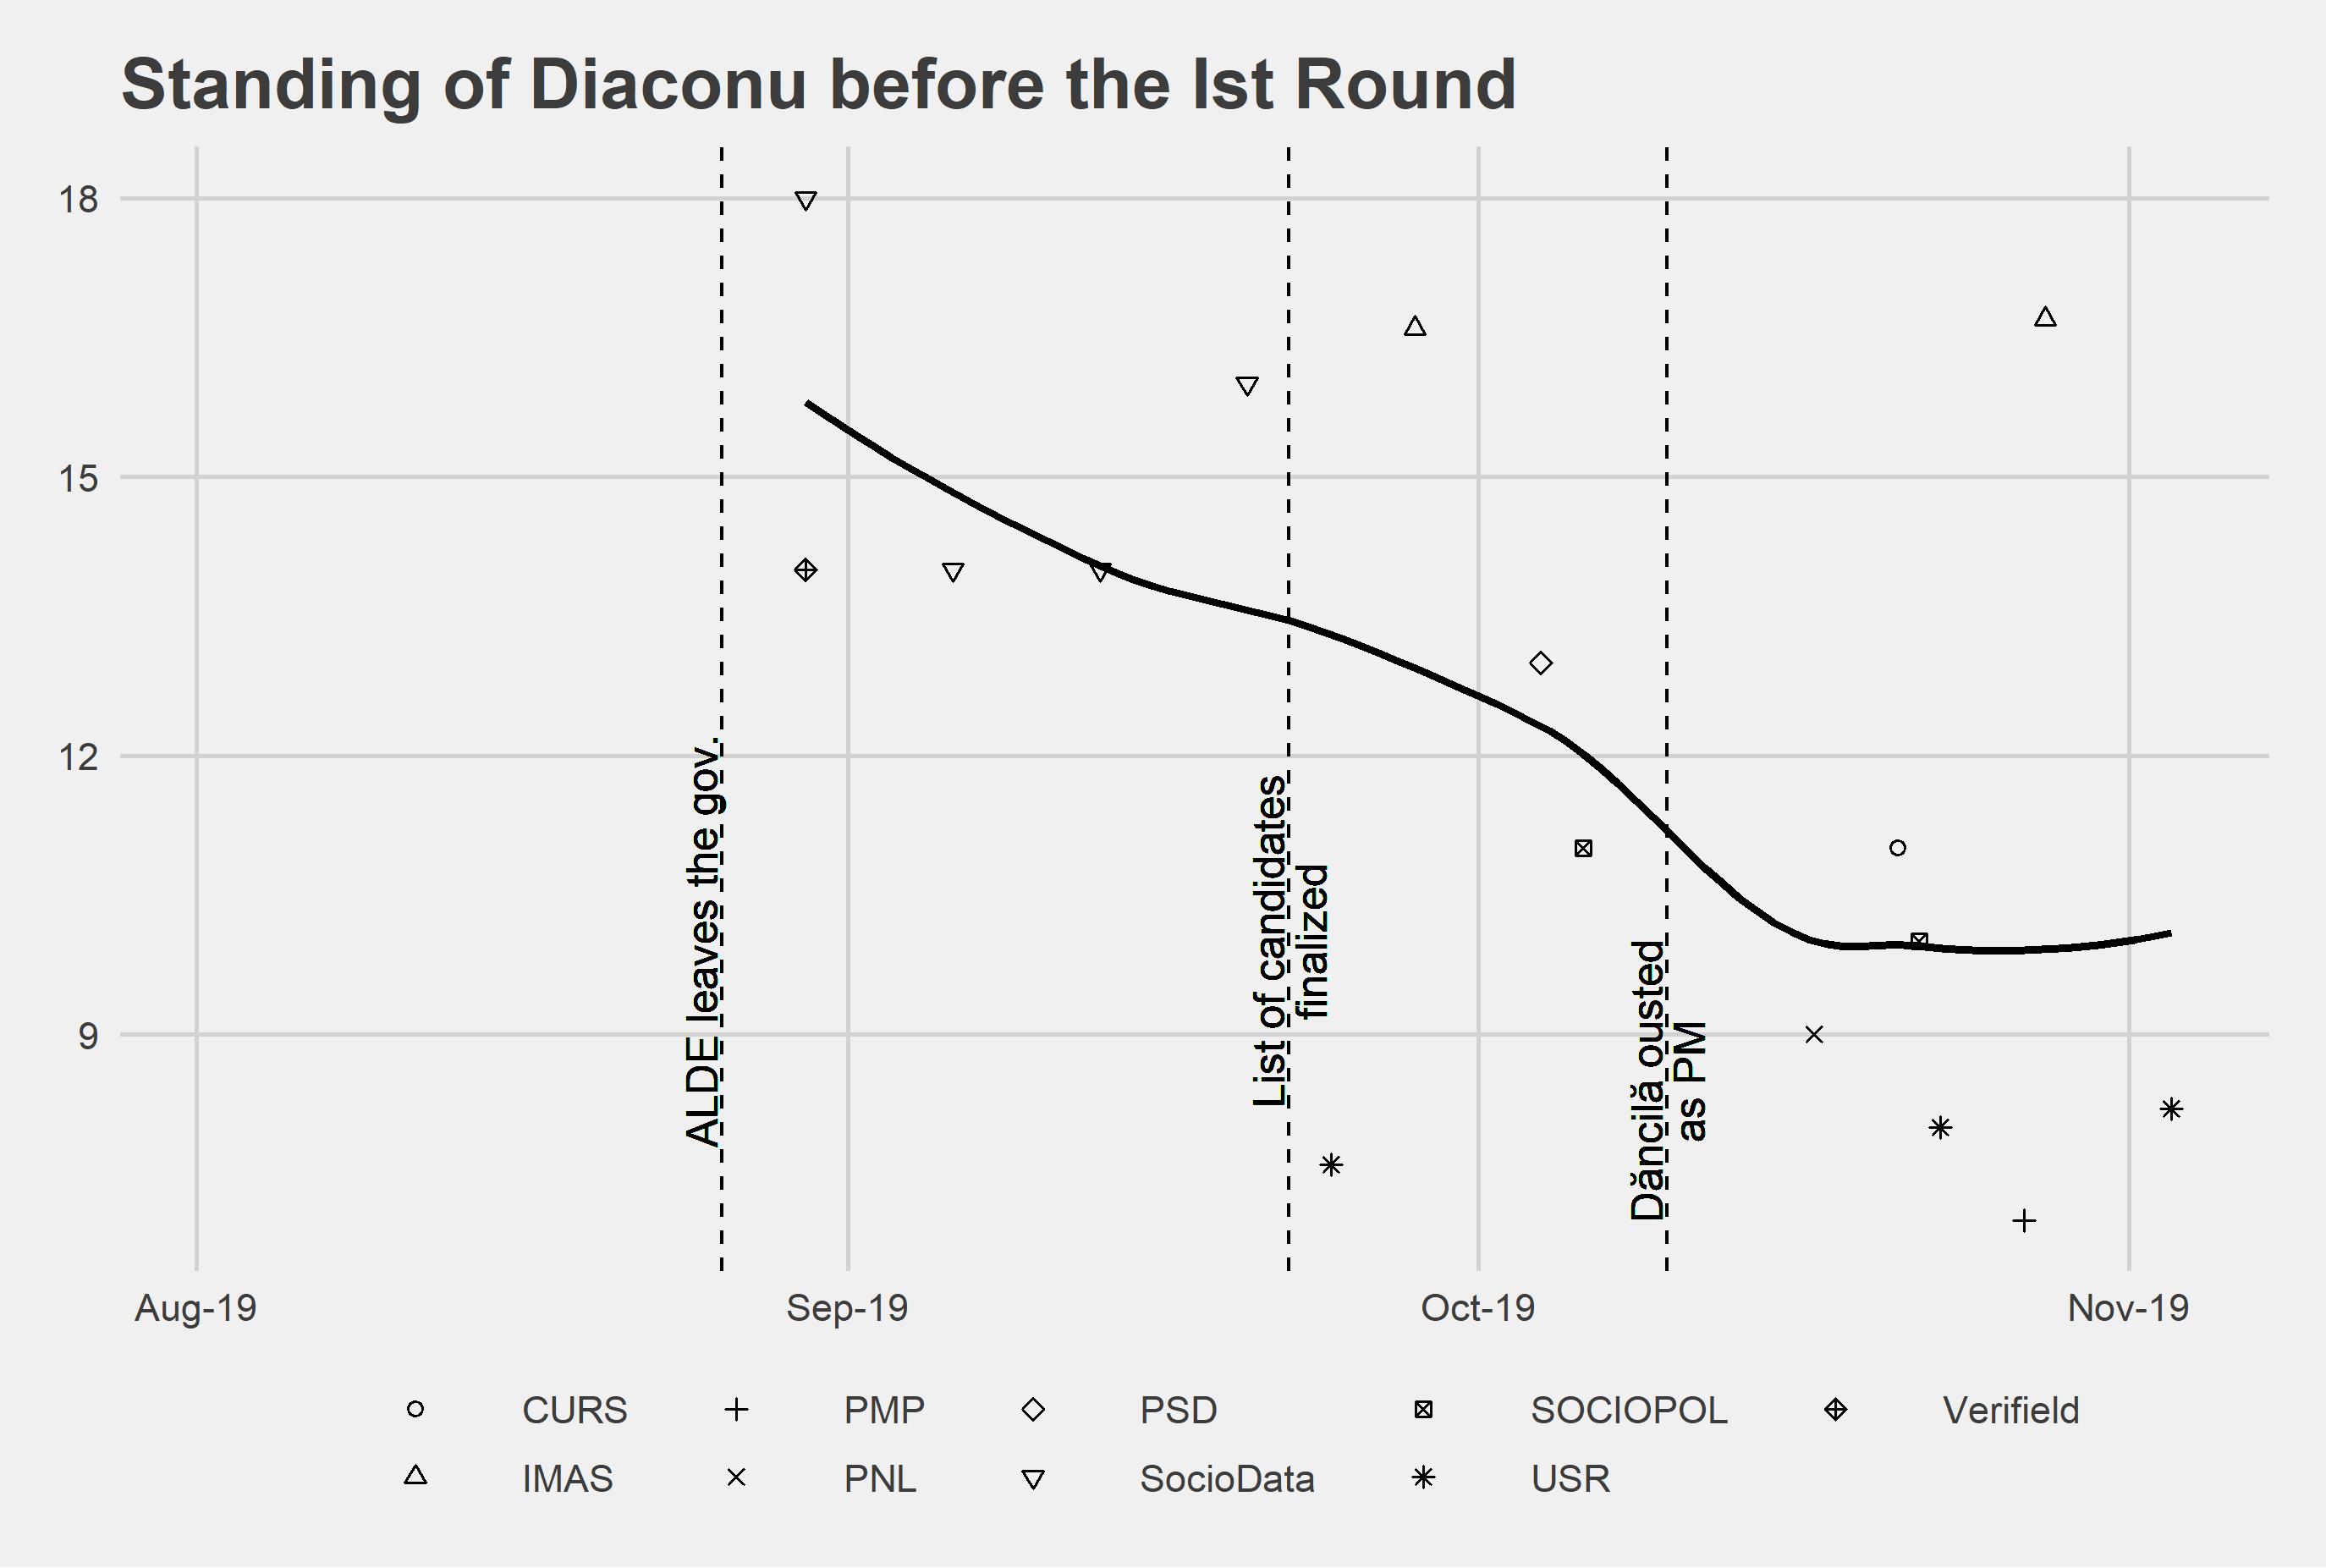 Standing of Diaconu before the Ist Round
18
15
12
9
ALDE leaves the gov.
List of candidates
finalized
Dăncilă ousted
as PM
Aug-19 Sep-19 Oct-19 Nov-19
CURS PMP PSD SOCIOPOL Verifield
IMAS PNL SocioData USR